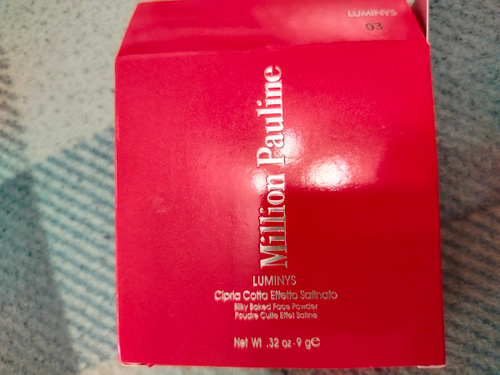 LUMINYS
03
Million Pauline
LUMINYS
Cipria Cotta Effetto Satinato
Silky Baked Face Powder
Poudre Cuite Effet Satine
Net Wt .32 oz - 9 g℮